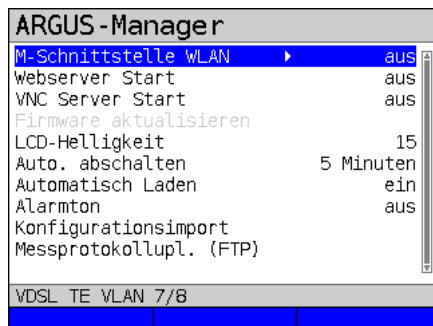 ARGUS-Manager
M-Schnittstelle WLAN aus
Webserver Start aus
VNC Server Start aus
Firmware aktualisieren
LCD-Helligkeit 15
Auto. abschalten 5 Minuten
Automatisch Laden ein
Alarmton aus
Konfigurationsimport
Messprotokollupl. (FTP)
VDSL TE VLAN 7/8